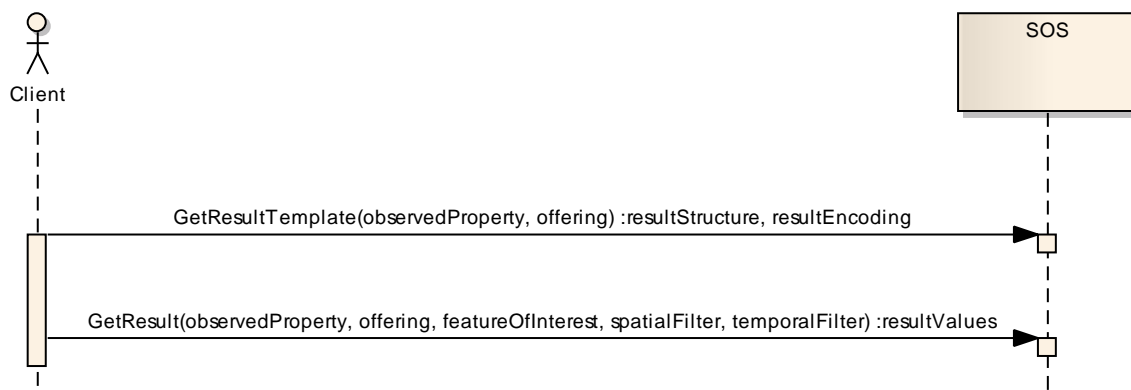 SOS
Client
GetResultTemplate(observedProperty, offering) :resultStructure, resultEncoding
GetResult(observedProperty, offering, featureOfInterest, spatialFilter, temporalFilter) :resultValues